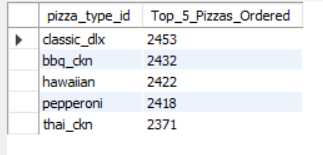 pizza_type_id Top_5_Pizzas_Ordered
classic_dlx 2453
bbq_ckn 2432
hawaiian 2422
pepperoni 2418
thai_ckn 2371